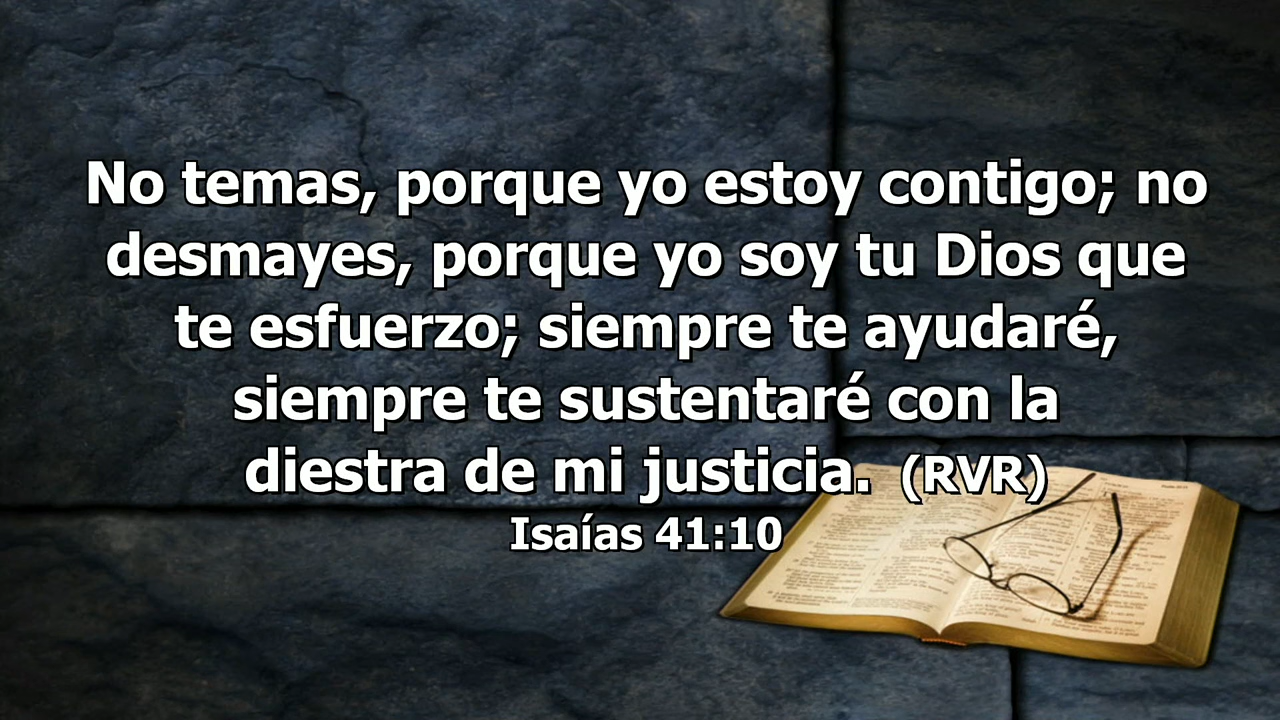 No temas, porque yo estoy contigo; no
desmayes, porque yo soy tu Dios que
te esfuerzo; siempre te ayudaré,
siempre te sustentaré con la
diestra de mi justicia. (RVR)
Isaías 41:10